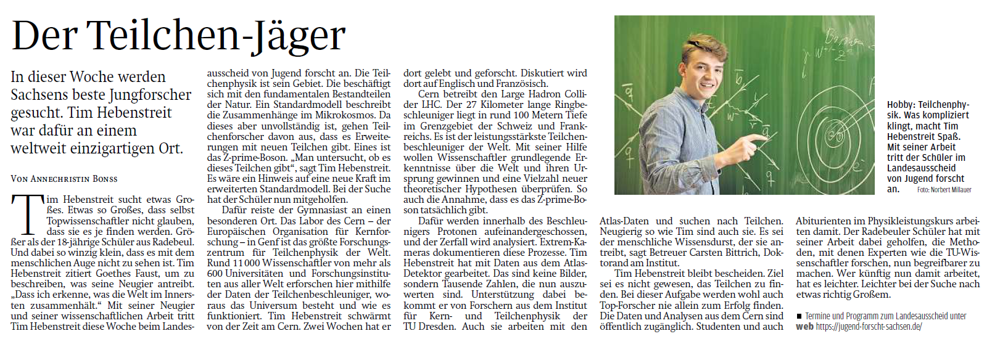 Der Teilchen-Jäger
In dieser Woche werden
Sachsens beste Jungforscher
gesucht. Tim Hebenstreit
war dafür an einem
weltweit einzigartigen Ort.
Von Annechristin Bonss
Tim Hebenstreit sucht etwas Gro-
ßes. Etwas so Großes, dass selbst
Topwissenschaftler nicht glauben,
dass sie es je finden werden. Grö-
ßer als der 18-jährige Schüler aus Radebeul.
Und dabei so winzig klein, dass es mit dem
menschlichen Auge nicht zu sehen ist. Tim
Hebenstreit zitiert Goethes Faust, um zu
beschreiben, was seine Neugier antreibt.
„Dass ich erkenne, was die Welt im Inners-
ten zusammenhält.“ Mit seiner Neugier
und seiner wissenschaftlichen Arbeit tritt
Tim Hebenstreit diese Woche beim Landes-
ausscheid von Jugend forscht an. Die Teil-
chenphysik ist sein Gebiet. Die beschäftigt
sich mit den fundamentalen Bestandteilen
der Natur. Ein Standardmodell beschreibt
die Zusammenhänge im Mikrokosmos. Da
dieses aber unvollständig ist, gehen Teil-
chenforscher davon aus, dass es Erweite-
rungen mit neuen Teilchen gibt. Eines ist
das Z-prime-Boson. „Man untersucht, ob es
dieses Teilchen gibt“, sagt Tim Hebenstreit.
Es wäre ein Hinweis auf eine neue Kraft im
erweiterten Standardmodell. Bei der Suche
hat der Schüler nun mitgeholfen.
Dafür reiste der Gymnasiast an einen
besonderen Ort. Das Labor des Cern – der
Europäischen Organisation für Kernfor-
schung – in Genf ist das größte Forschungs-
zentrum für Teilchenphysik der Welt.
Rund 11 000 Wissenschaftler von mehr als
600 Universitäten und Forschungsinstitu-
ten aus aller Welt erforschen hier mithilfe
der Daten der Teilchenbeschleuniger, wo-
raus das Universum besteht und wie es
funktioniert. Tim Hebenstreit schwärmt
von der Zeit am Cern. Zwei Wochen hat er
dort gelebt und geforscht. Diskutiert wird
dort auf Englisch und Französisch.
Cern betreibt den Large Hadron Colli-
der LHC. Der 27 Kilometer lange Ringbe-
schleuniger liegt in rund 100 Metern Tiefe
im Grenzgebiet der Schweiz und Frank-
reichs. Es ist der leistungsstärkste Teilchen-
beschleuniger der Welt. Mit seiner Hilfe
wollen Wissenschaftler grundlegende Er-
kenntnisse über die Welt und ihren Ur-
sprung gewinnen und eine Vielzahl neuer
theoretischer Hypothesen überprüfen. So
auch die Annahme, dass es das Z-prime-Bo-
son tatsächlich gibt.
Dafür werden innerhalb des Beschleu-
nigers Protonen aufeinandergeschossen,
und der Zerfall wird analysiert. Extrem-Ka-
meras dokumentieren diese Prozesse. Tim
Hebenstreit hat mit Daten aus dem Atlas-
Detektor gearbeitet. Das sind keine Bilder,
sondern Tausende Zahlen, die nun auszu-
werten sind. Unterstützung dabei be-
kommt er von Forschern aus dem Institut
für Kern- und Teilchenphysik der
TU Dresden. Auch sie arbeiten mit den
Atlas-Daten und suchen nach Teilchen.
Neugierig so wie Tim sind auch sie. Es sei
der menschliche Wissensdurst, der sie an-
treibt, sagt Betreuer Carsten Bittrich, Dok-
torand am Institut.
Tim Hebenstreit bleibt bescheiden. Ziel
sei es nicht gewesen, das Teilchen zu fin-
den. Bei dieser Aufgabe werden wohl auch
Top-Forscher nie allein zum Erfolg finden.
Die Daten und Analysen aus dem Cern sind
öffentlich zugänglich. Studenten und auch
Abiturienten im Physikleistungskurs arbei-
ten damit. Der Radebeuler Schüler hat mit
seiner Arbeit dabei geholfen, die Metho-
den, mit denen Experten wie die TU-Wis-
senschaftler forschen, nun begreifbarer zu
machen. Wer künftig nun damit arbeitet,
hat es leichter. Leichter bei der Suche nach
etwas richtig Großem.
■ Termine und Programm zum Landesausscheid unter
web https://jugend-forscht-sachsen.de/
Hobby: Teilchenphy-
sik. Was kompliziert
klingt, macht Tim
Hebenstreit Spaß.
Mit seiner Arbeit
tritt der Schüler im
Landesausscheid
von Jugend forscht
an.
Foto: Norbert Millauer